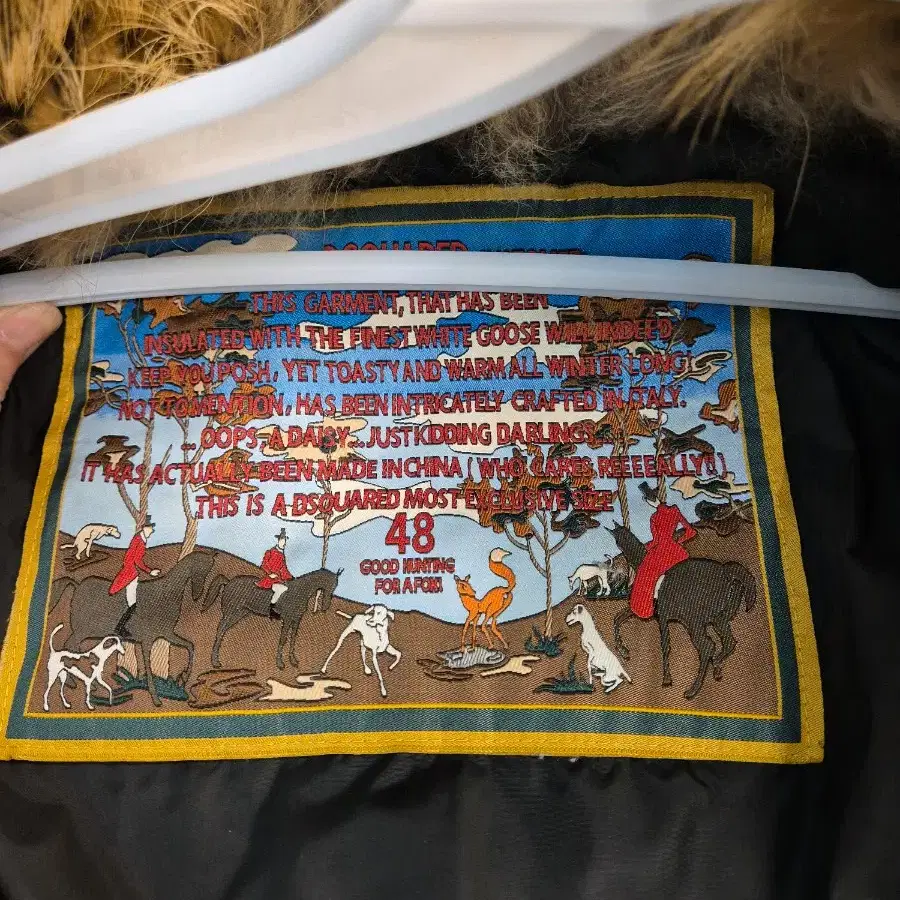 DSQUARED
THIS GARMENT, THAT HAS BEEN
INSULATED WITH THE FINEST WHITE GOOSE WILL INDEED
KEEP YOU POSH, YET TOASTY AND WARM ALL WINTER LONG!
NOT TO MENTION, HAS BEEN INTRICATELY CRAFTED IN ITALY.
... OOPS, A DAISY... JUST KIDDING DARLINGS...
IT HAS ACTUALLY BEEN MADE IN CHINA ( WHO CARES REEEEALLY!! ).
THIS IS A DSQUARED MOST EXCLUSIVE SIZE
48
GOOD HUNTING
FOR A FOX!